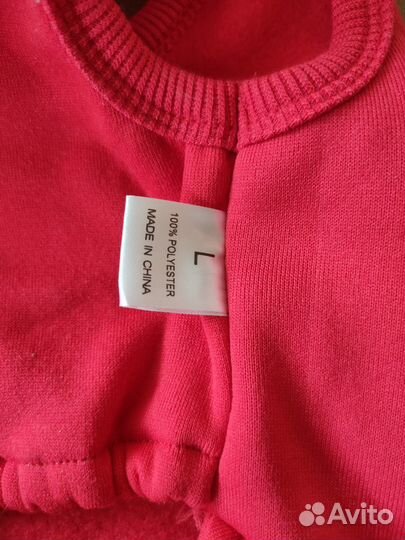 L
100% POLYESTER
MADE IN CHINA
Avito